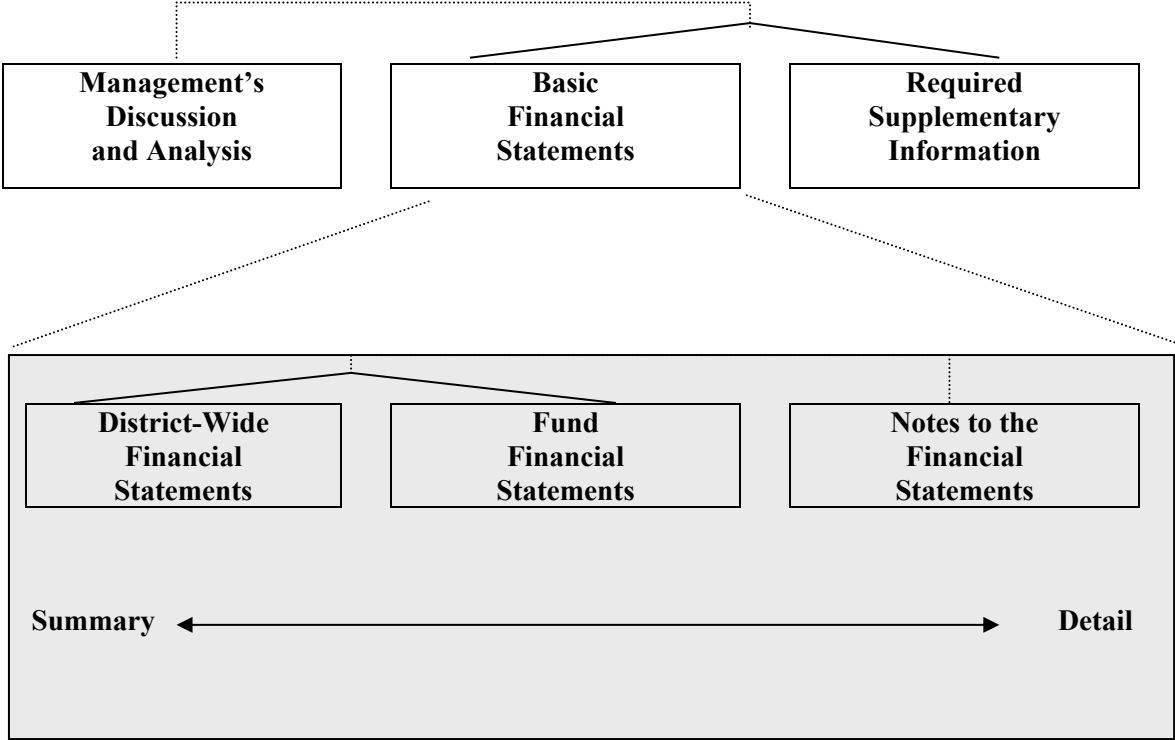 Management’s
Discussion
and Analysis
Basic
Financial
Statements
Required
Supplementary
Information
District-Wide
Financial
Statements
Fund
Financial
Statements
Notes to the
Financial
Statements
Summary
Detail